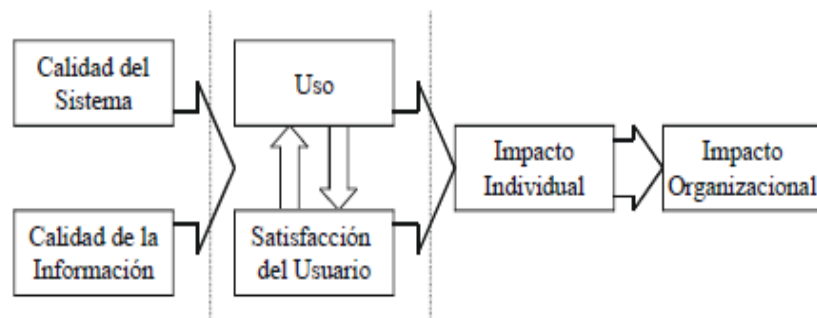 Calidad del
Sistema
Uso
Impacto
Individual
Impacto
Organizacional
Calidad de la
Información
Satisfacción
del Usuario